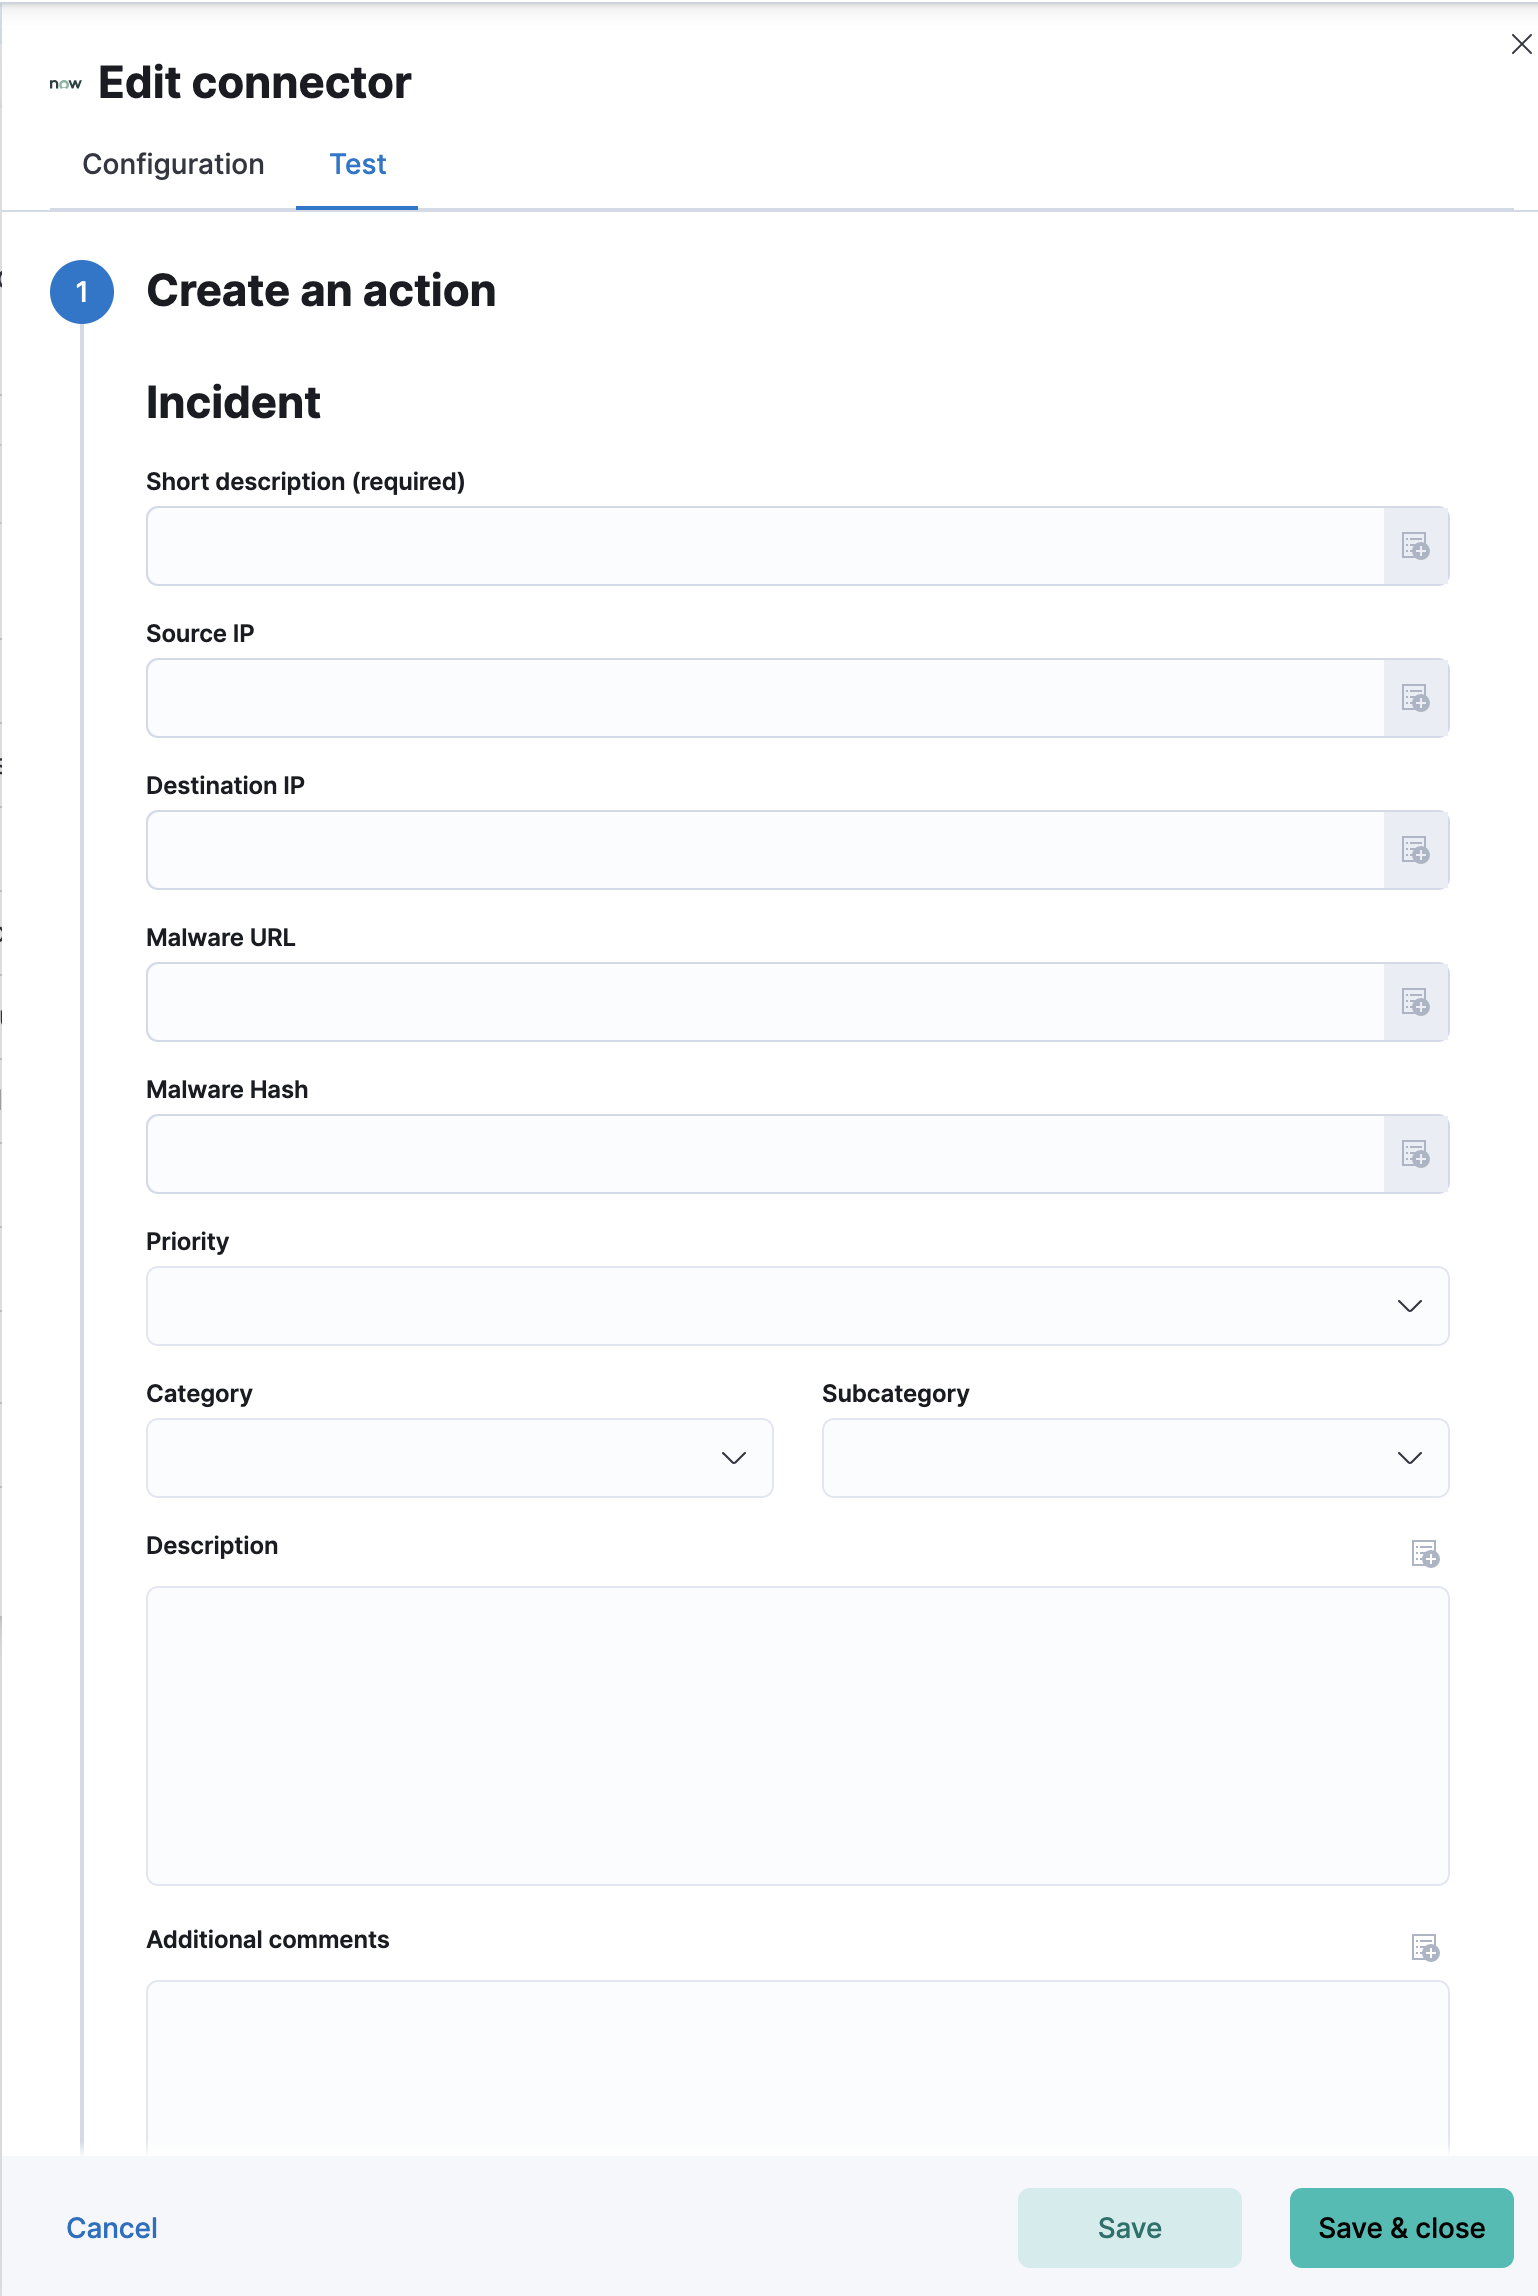 now Edit connector
Configuration Test
1 Create an action
Incident
Short description (required)
Source IP
Destination IP
Malware URL
Malware Hash
Priority
Category Subcategory
Description
Additional comments
Cancel Save Save & close